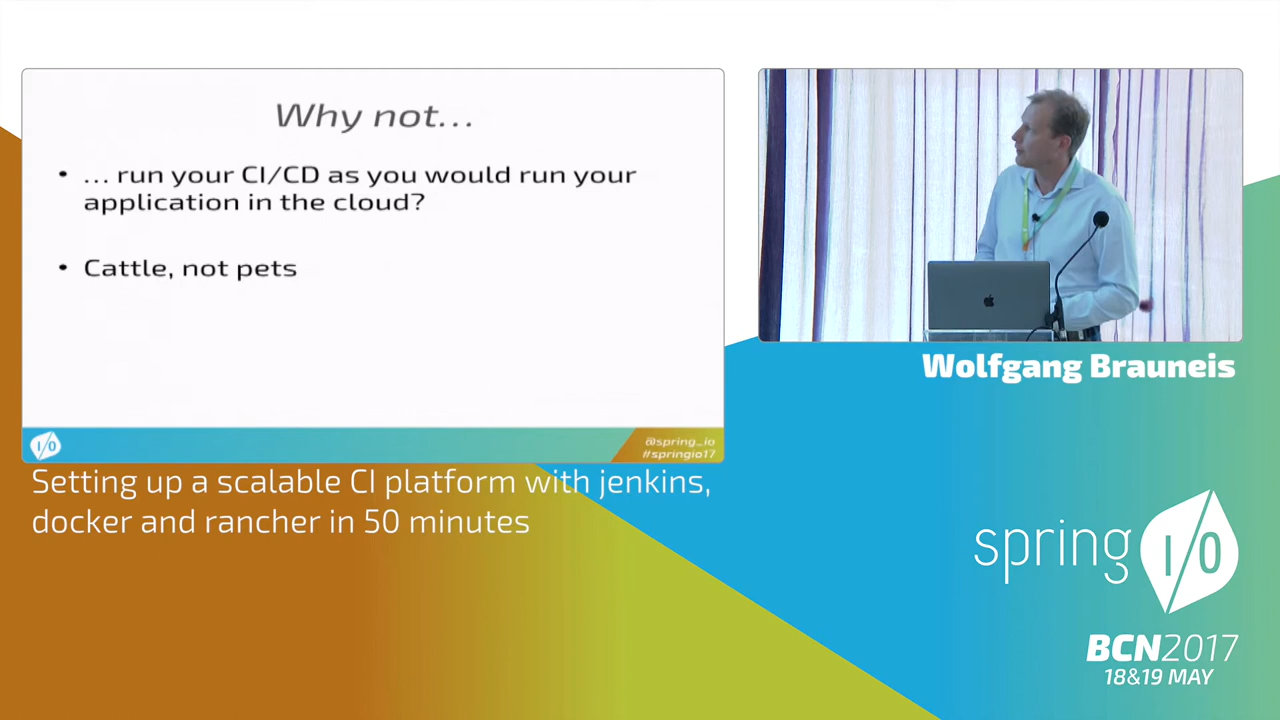 Why not...
• ... run your CI/CD as you would run your
application in the cloud?
• Cattle, not pets
I/O
@spring_io
#springio17
Setting up a scalable CI platform with jenkins,
docker and rancher in 50 minutes
Wolfgang Brauneis
spring I/O
BCN2017
18&19 MAY